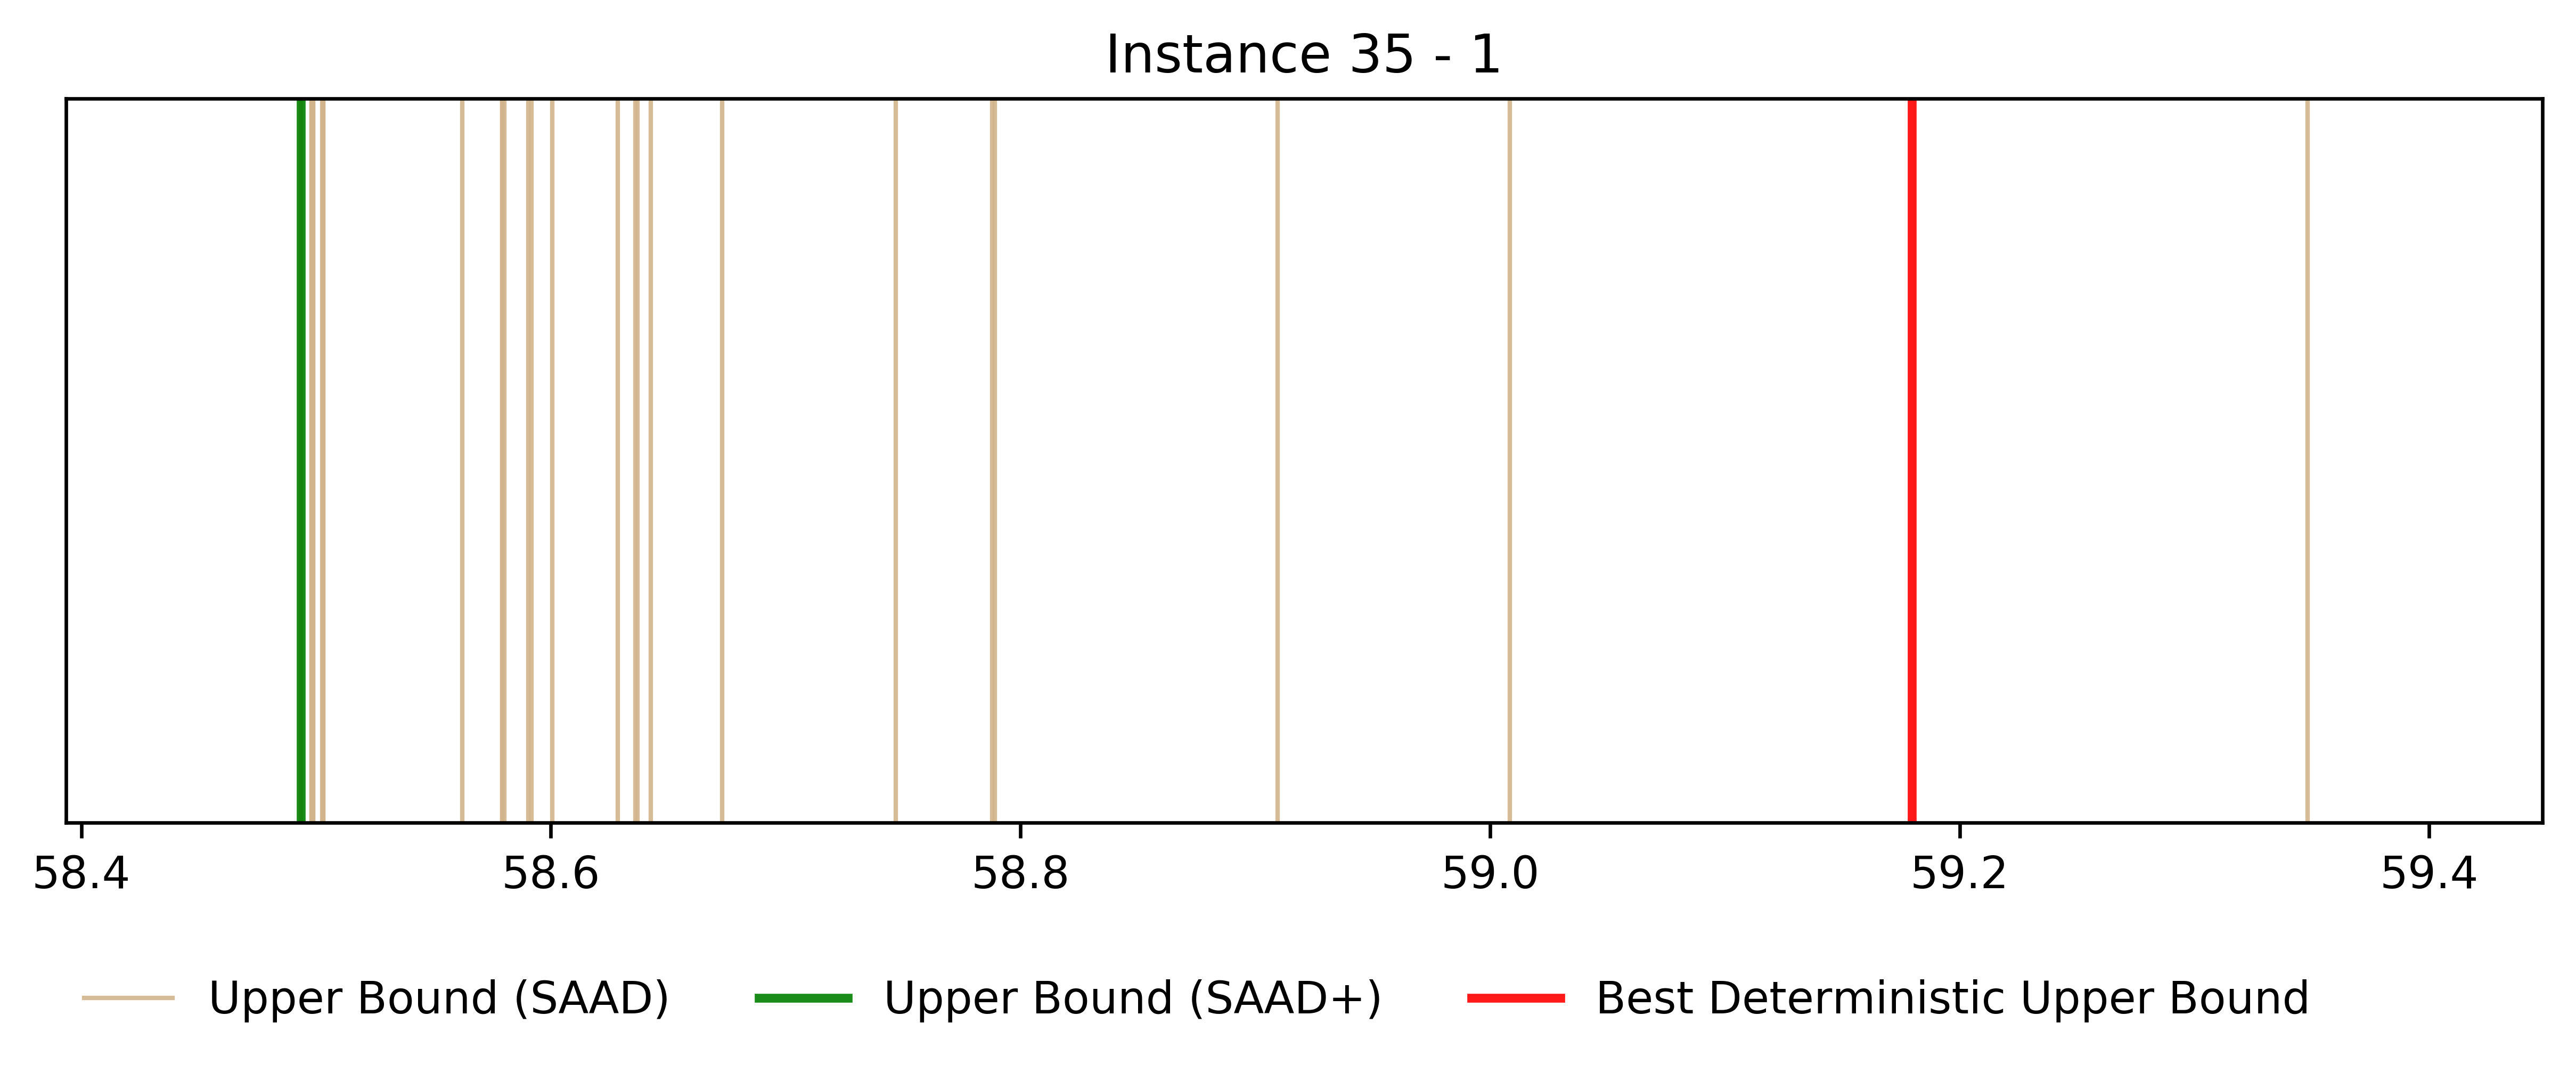 Instance 35 - 1
58.4 58.6 58.8 59.0 59.2 59.4
Upper Bound (SAAD) Upper Bound (SAAD+) Best Deterministic Upper Bound